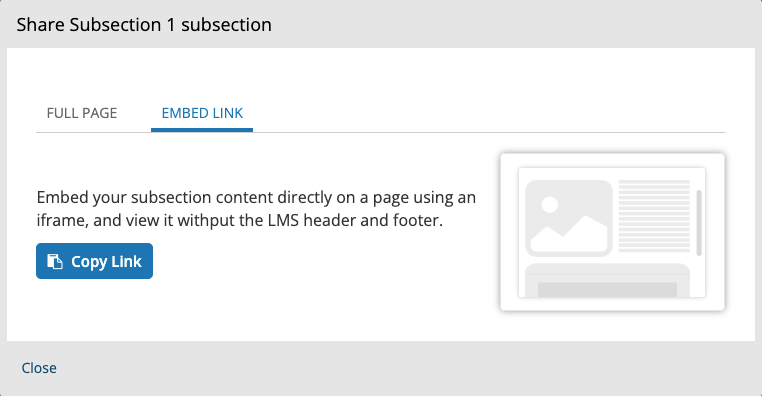 Share Subsection 1 subsection
FULL PAGE
EMBED LINK
Embed your subsection content directly on a page using an
iframe, and view it withput the LMS header and footer.
Copy Link
Close